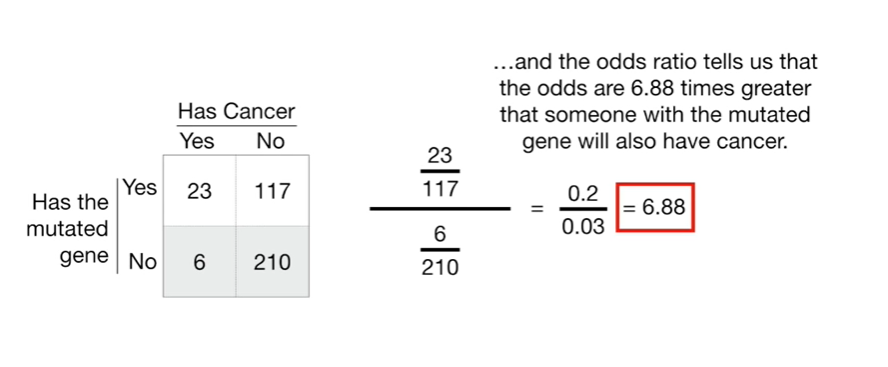 ...and the odds ratio tells us that
the odds are 6.88 times greater
that someone with the mutated
gene will also have cancer.
Has Cancer
Yes No
Has the
mutated
gene
Yes 23 117
No 6 210
23
117
6
210
= 0.2
0.03
= 6.88